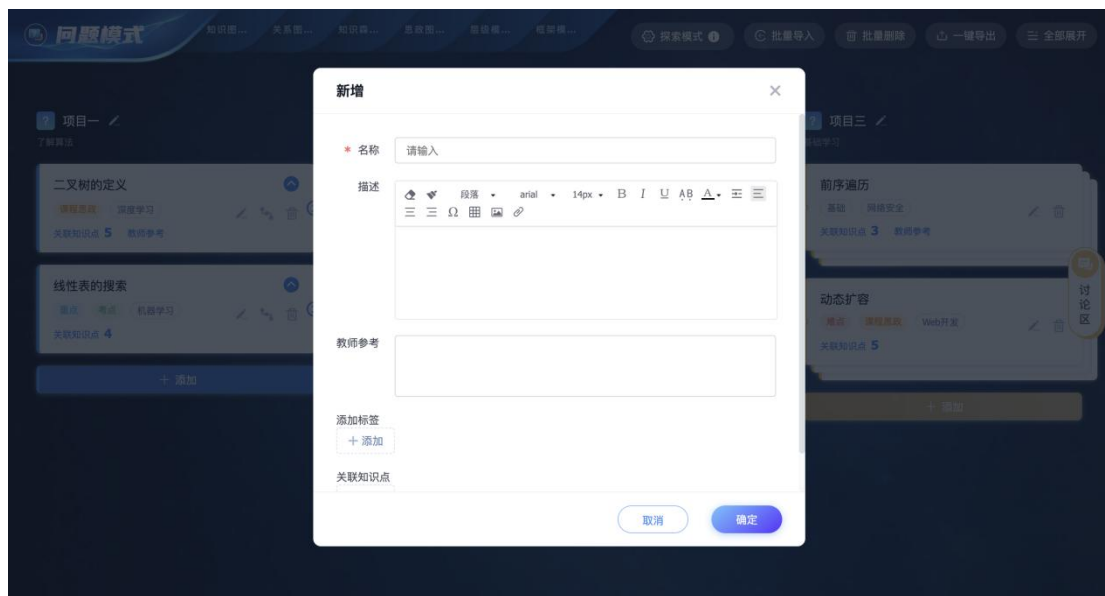 问题模式
知识图...
关系图...
知识森...
思政图...
框架模...
探索模式
批量导入
批量删除
一键导出
全部展开
项目一
了解算法
二叉树的定义
课程思政 深度学习
关联知识点 5 教师参考
线性表的搜索
重点 考点 机器学习
关联知识点 4
+ 添加
新增
* 名称 请输入
描述
段落 arial 14px B I U AB A
Ω
教师参考
添加标签
+ 添加
关联知识点
取消 确定
项目三
基础学习
前序遍历
基础 网络安全
关联知识点 3 教师参考
动态扩容
难点 课程思政 Web开发
关联知识点 5
+ 添加
讨论区